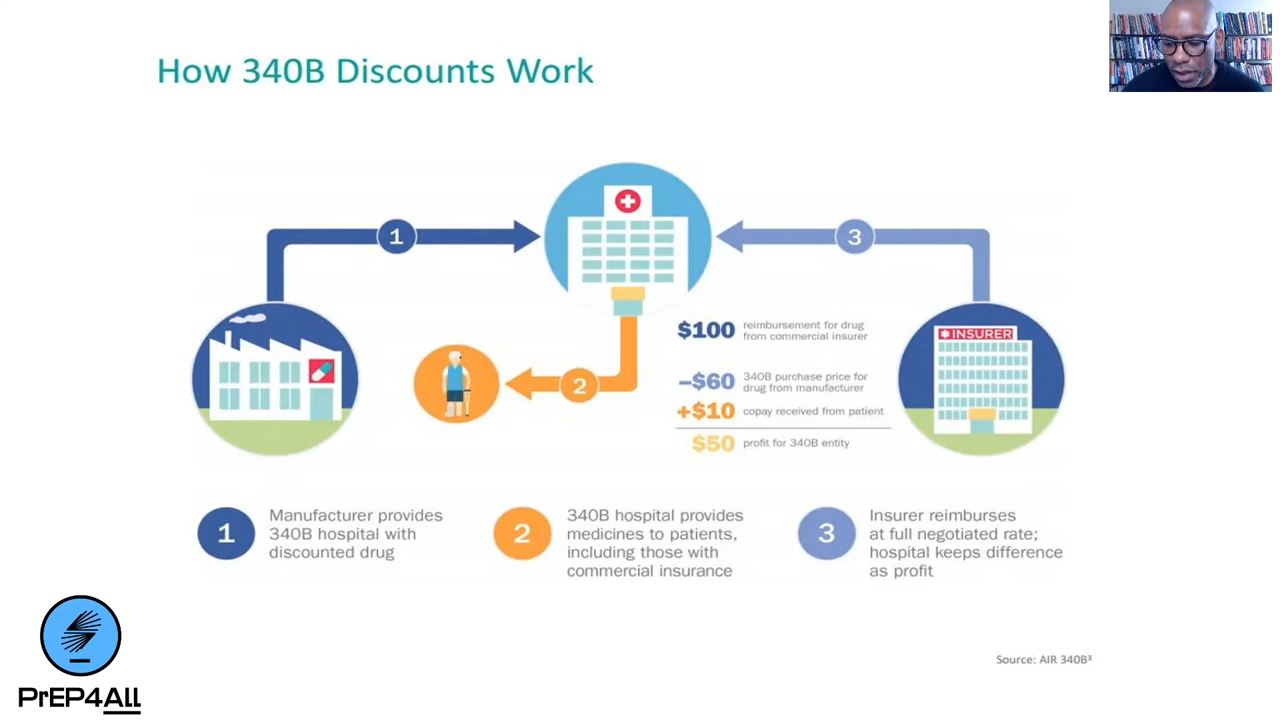 How 340B Discounts Work
1
3
2
INSURER
$100 reimbursement for drug
from commercial insurer
–$60 340B purchase price for
drug from manufacturer
+$10 copay received from patient
$50 profit for 340B entity
1 Manufacturer provides
340B hospital with
discounted drug
2 340B hospital provides
medicines to patients,
including those with
commercial insurance
3 Insurer reimburses
at full negotiated rate;
hospital keeps difference
as profit
Source: AIR 340B³
PrEP4ALL